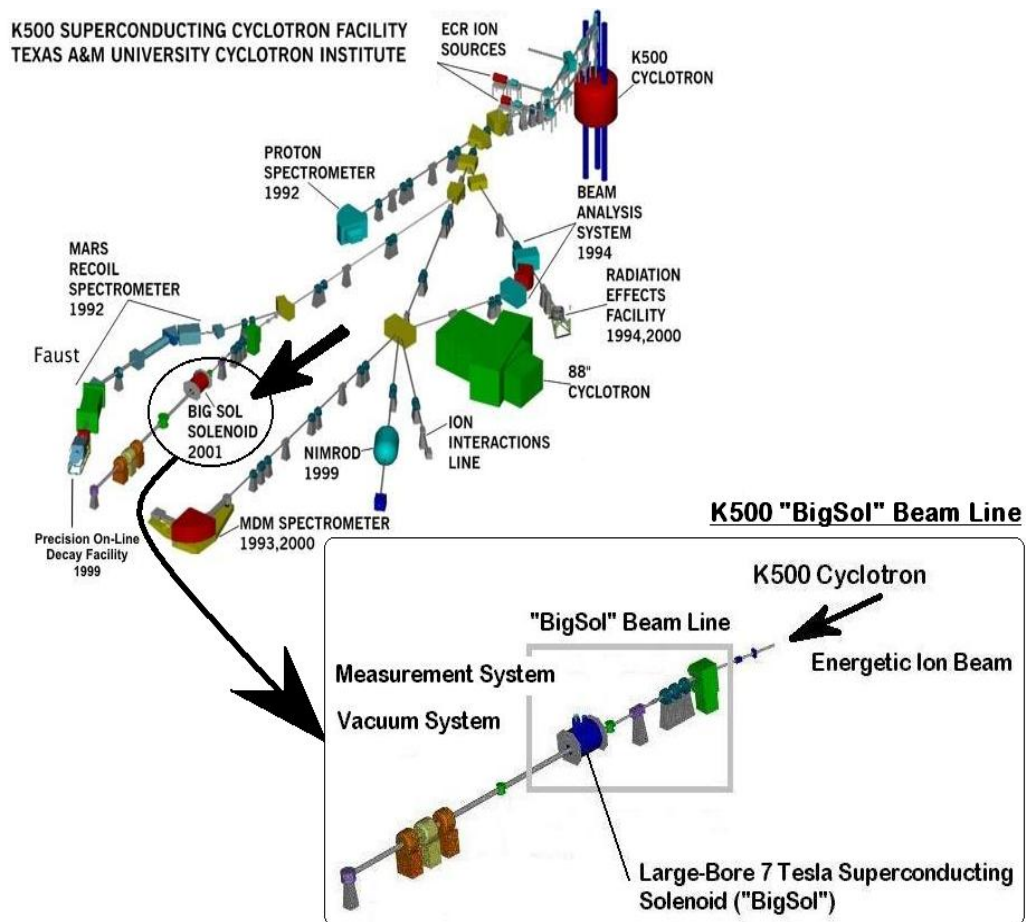 K500 SUPERCONDUCTING CYCLOTRON FACILITY
TEXAS A&M UNIVERSITY CYCLOTRON INSTITUTE
ECR ION
SOURCES
K500
CYCLOTRON
PROTON
SPECTROMETER
1992
BEAM
ANALYSIS
SYSTEM
1994
MARS
RECOIL
SPECTROMETER
1992
RADIATION
EFFECTS
FACILITY
1994,2000
Faust
88"
CYCLOTRON
BIG SOL
SOLENOID
2001
ION
INTERACTIONS
LINE
NIMROD
1999
MDM SPECTROMETER
1993,2000
Precision On-Line
Decay Facility
1999
K500 "BigSol" Beam Line
K500 Cyclotron
"BigSol" Beam Line
Energetic Ion Beam
Measurement System
Vacuum System
Large-Bore 7 Tesla Superconducting
Solenoid ("BigSol")